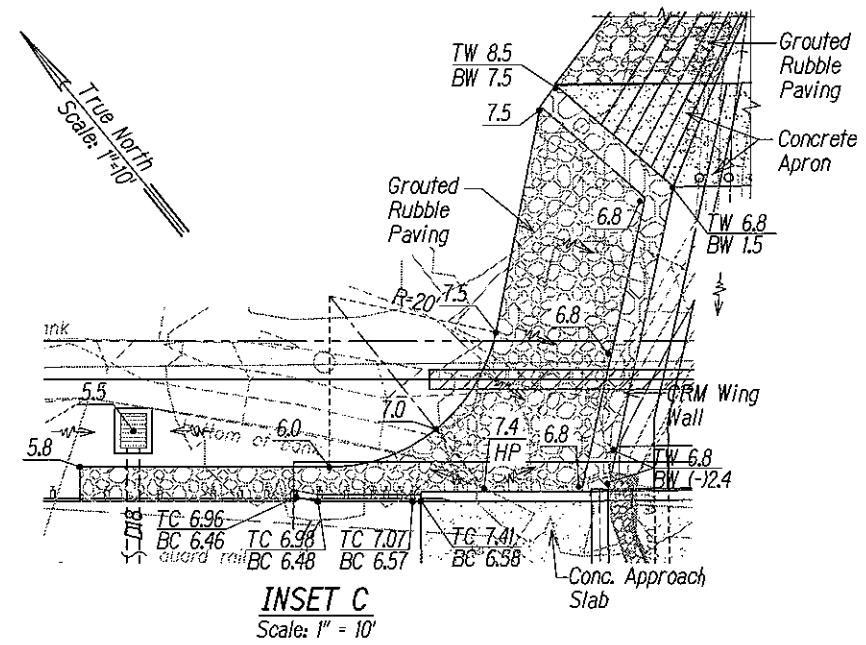 TW 8.5
BW 7.5
Grouted
Rubble
Paving
True North
Scale: 1"=10'
7.5
Concrete
Apron
Grouted
Rubble
Paving
6.8
TW 6.8
BW 1.5
R=20'
7.5
6.8
5.5
7.0
CRM Wing
Wall
5.8
6.0
tom of bank
7.4
HP
6.8
TW 6.8
BW (-)2.4
D18
TC 6.96
BC 6.46
TC 6.98
BC 6.48
TC 7.07
BC 6.57
TC 7.41
BC 6.58
guard rail
Conc. Approach
Slab
INSET C
Scale: 1" = 10'